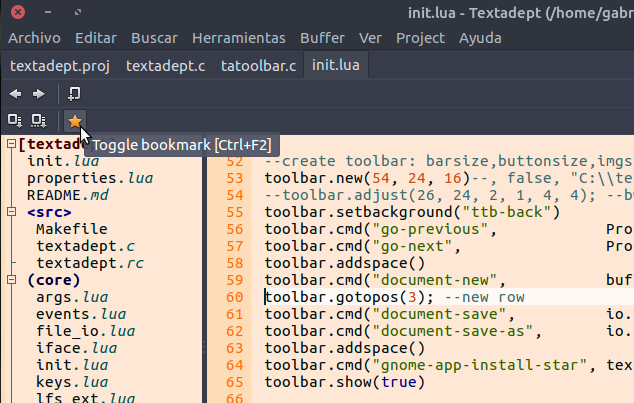 init.lua - Textadept (/home/gabr
Archivo Editar Buscar Herramientas Buffer Ver Project Ayuda
textadept.proj textadept.c tatoolbar.c init.lua
Toggle bookmark [Ctrl+F2]
[textad
init.lua
properties.lua
README.md
<src>
Makefile
textadept.c
textadept.rc
(core)
args.lua
events.lua
file_io.lua
iface.lua
init.lua
keys.lua
lfs_ext.lua
52 --create toolbar: barsize,buttonsize,imgs
53 toolbar.new(54, 24, 16)--, false, "C:\\te
54 --toolbar.adjust(26, 24, 2, 1, 4, 4); --bw
55 toolbar.setbackground("ttb-back")
56 toolbar.cmd("go-previous", Pro
57 toolbar.cmd("go-next", Pro
58 toolbar.addspace()
59 toolbar.cmd("document-new", buf
60 toolbar.gotopos(3); --new row
61 toolbar.cmd("document-save", io.
62 toolbar.cmd("document-save-as", io.
63 toolbar.addspace()
64 toolbar.cmd("gnome-app-install-star", tex
65 toolbar.show(true)
66